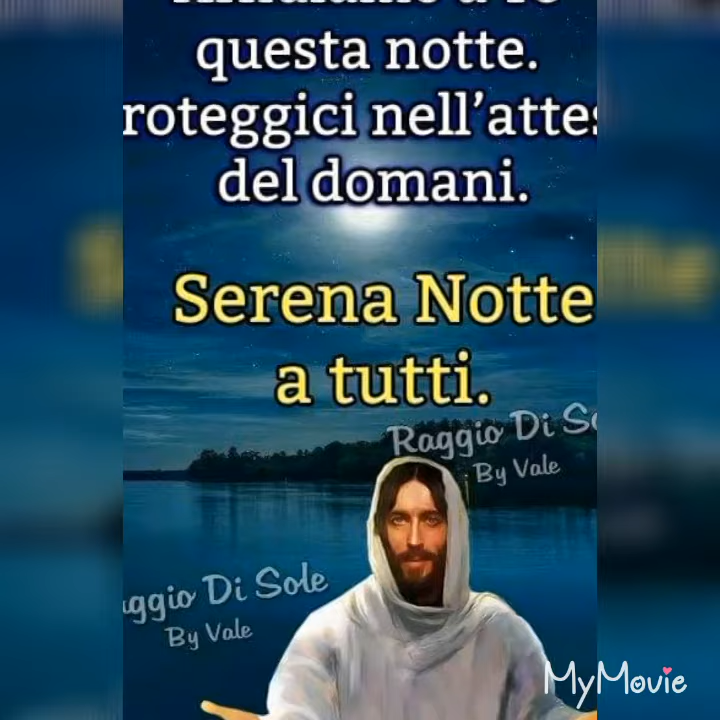 questa notte.
roteggici nell’attes
del domani.
Serena Notte
a tutti.
Raggio Di So
By Vale
aggio Di Sole
By Vale
MyMovie